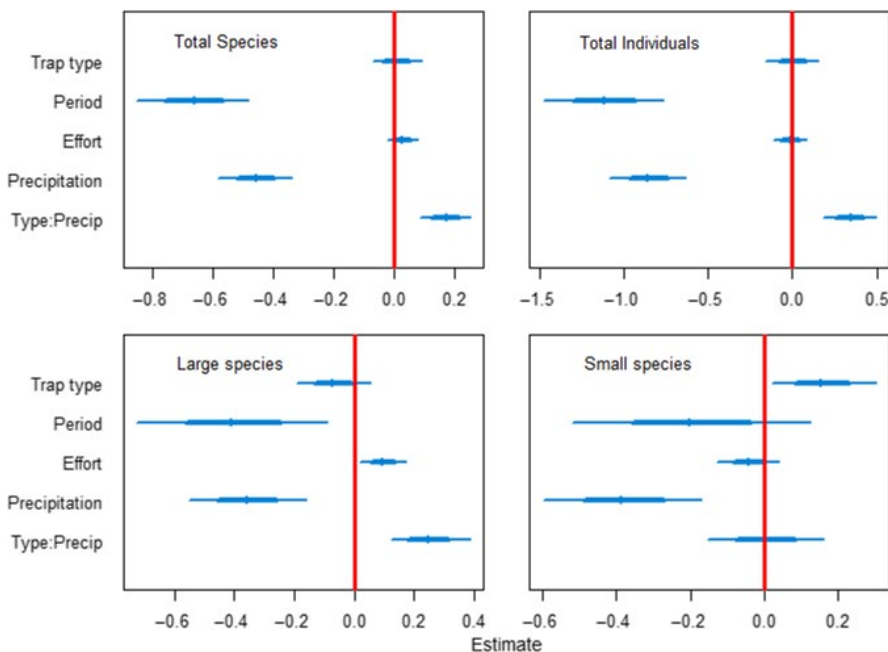 Total Species
Total Individuals
Trap type
Period
Effort
Precipitation
Type:Precip
−0.8 −0.6 −0.4 −0.2 0.0 0.2
−1.5 −1.0 −0.5 0.0 0.5
Large species
Small species
Trap type
Period
Effort
Precipitation
Type:Precip
−0.6 −0.4 −0.2 0.0 0.2 0.4
−0.6 −0.4 −0.2 0.0 0.2
Estimate